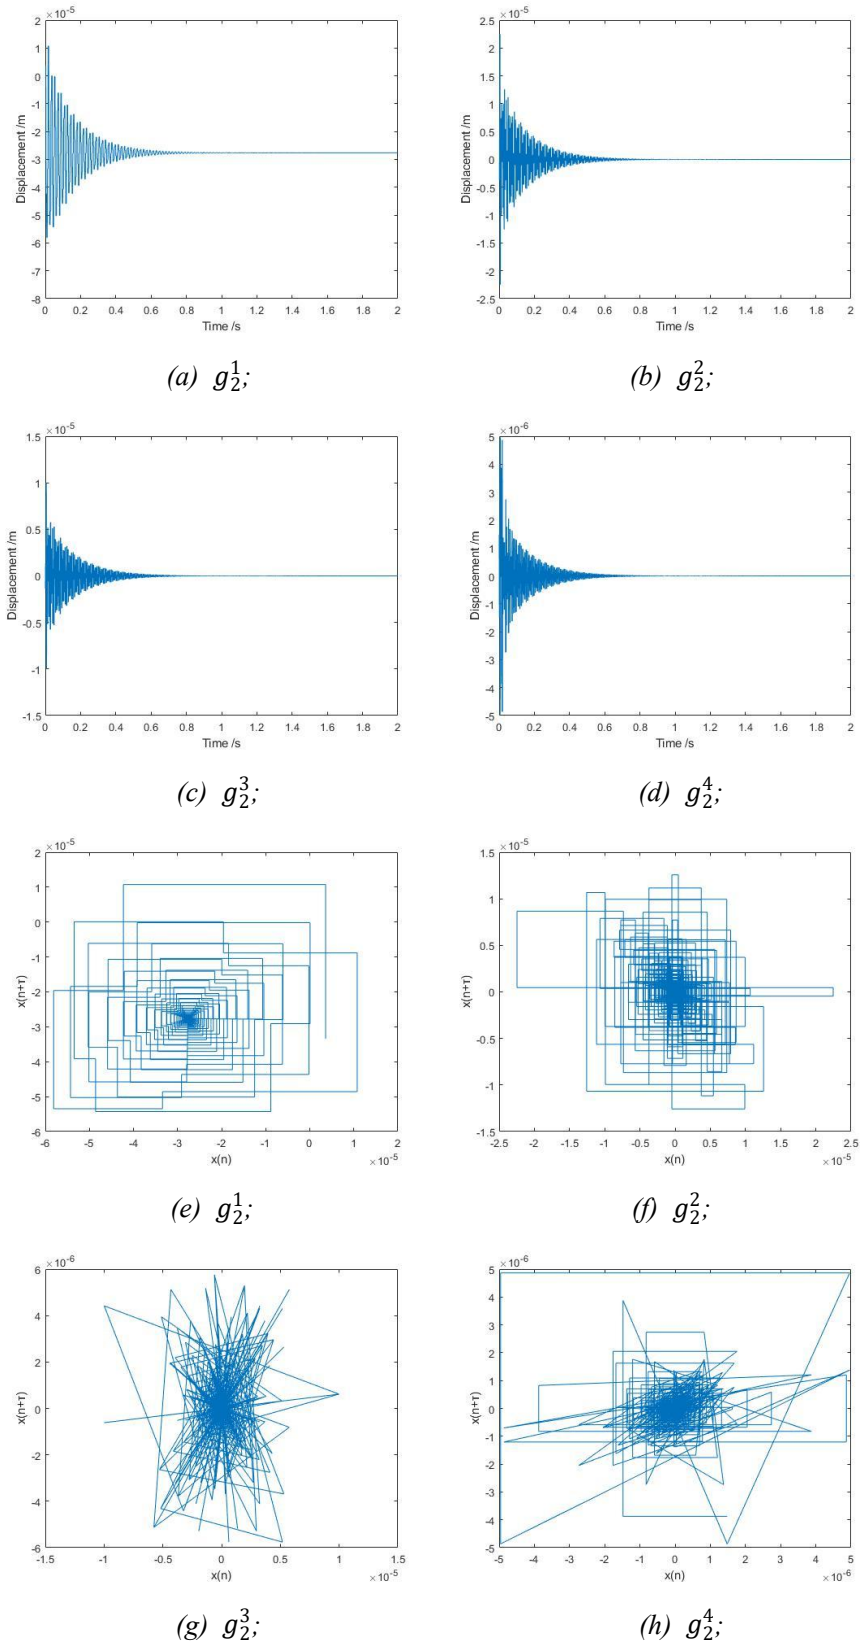 ×10⁻⁵ ×10⁻⁵
2 2.5
1 2
0 1.5
-1 1
-2 0.5
-3 0
-4 -0.5
-5 -1
-6 -1.5
-7 -2
-8 -2.5
Displacement /m Displacement /m
0 0.2 0.4 0.6 0.8 1 1.2 1.4 1.6 1.8 2 0 0.2 0.4 0.6 0.8 1 1.2 1.4 1.6 1.8 2
Time /s Time /s
(a) g₂¹; (b) g₂²;
×10⁻⁵ ×10⁻⁶
1.5 5
1 4
0.5 3
0 2
-0.5 1
-1 0
-1.5 -1
-2
-3
-4
-5
Displacement /m Displacement /m
0 0.2 0.4 0.6 0.8 1 1.2 1.4 1.6 1.8 2 0 0.2 0.4 0.6 0.8 1 1.2 1.4 1.6 1.8 2
Time /s Time /s
(c) g₂³; (d) g₂⁴;
×10⁻⁵ ×10⁻⁵
2 1.5
1 1
0 0.5
-1 0
-2 -0.5
-3 -1
-4 -1.5
-5
-6
x(n+τ) x(n+τ)
-6 -5 -4 -3 -2 -1 0 1 2 -2.5 -2 -1.5 -1 -0.5 0 0.5 1 1.5 2 2.5
x(n) ×10⁻⁵ x(n) ×10⁻⁵
(e) g₂¹; (f) g₂²;
×10⁻⁶ ×10⁻⁶
6 5
4 4
2 3
0 2
-2 1
-4 0
-6 -1
-2
-3
-4
-5
x(n+τ) x(n+τ)
-1.5 -1 -0.5 0 0.5 1 1.5 -5 -4 -3 -2 -1 0 1 2 3 4 5
x(n) ×10⁻⁵ x(n) ×10⁻⁶
(g) g₂³; (h) g₂⁴;